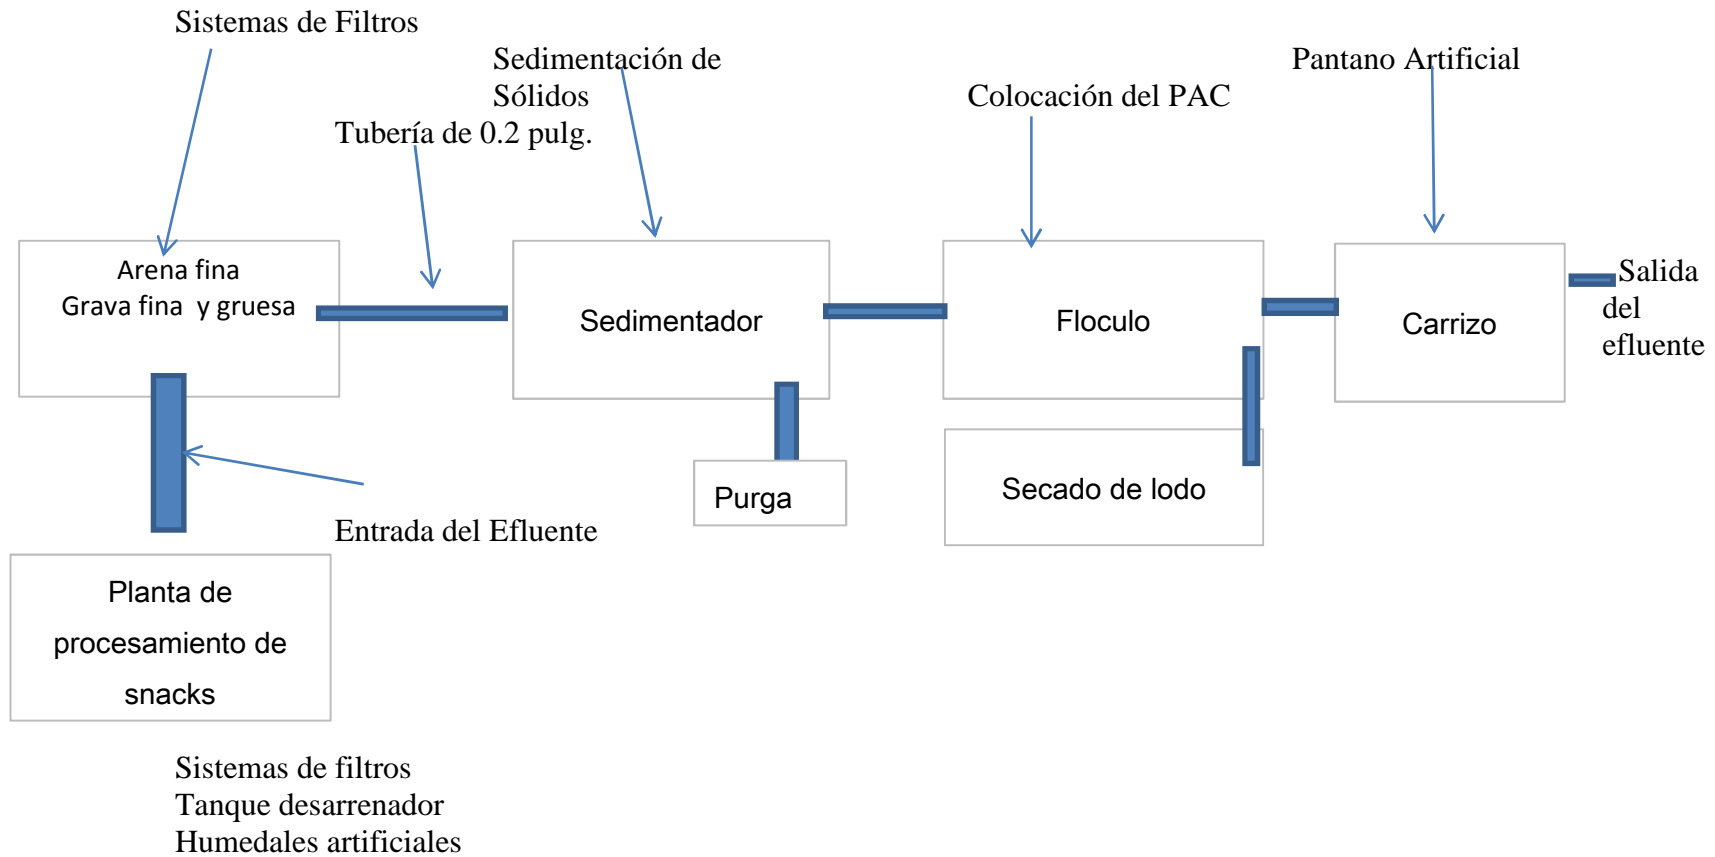 Sistemas de Filtros
Sedimentación de
Sólidos
Tubería de 0.2 pulg.
Colocación del PAC
Pantano Artificial
Arena fina
Grava fina y gruesa
Sedimentador
Floculo
Carrizo
Salida
del
efluente
Purga
Secado de lodo
Entrada del Efluente
Planta de
procesamiento de
snacks
Sistemas de filtros
Tanque desarrenador
Humedales artificiales